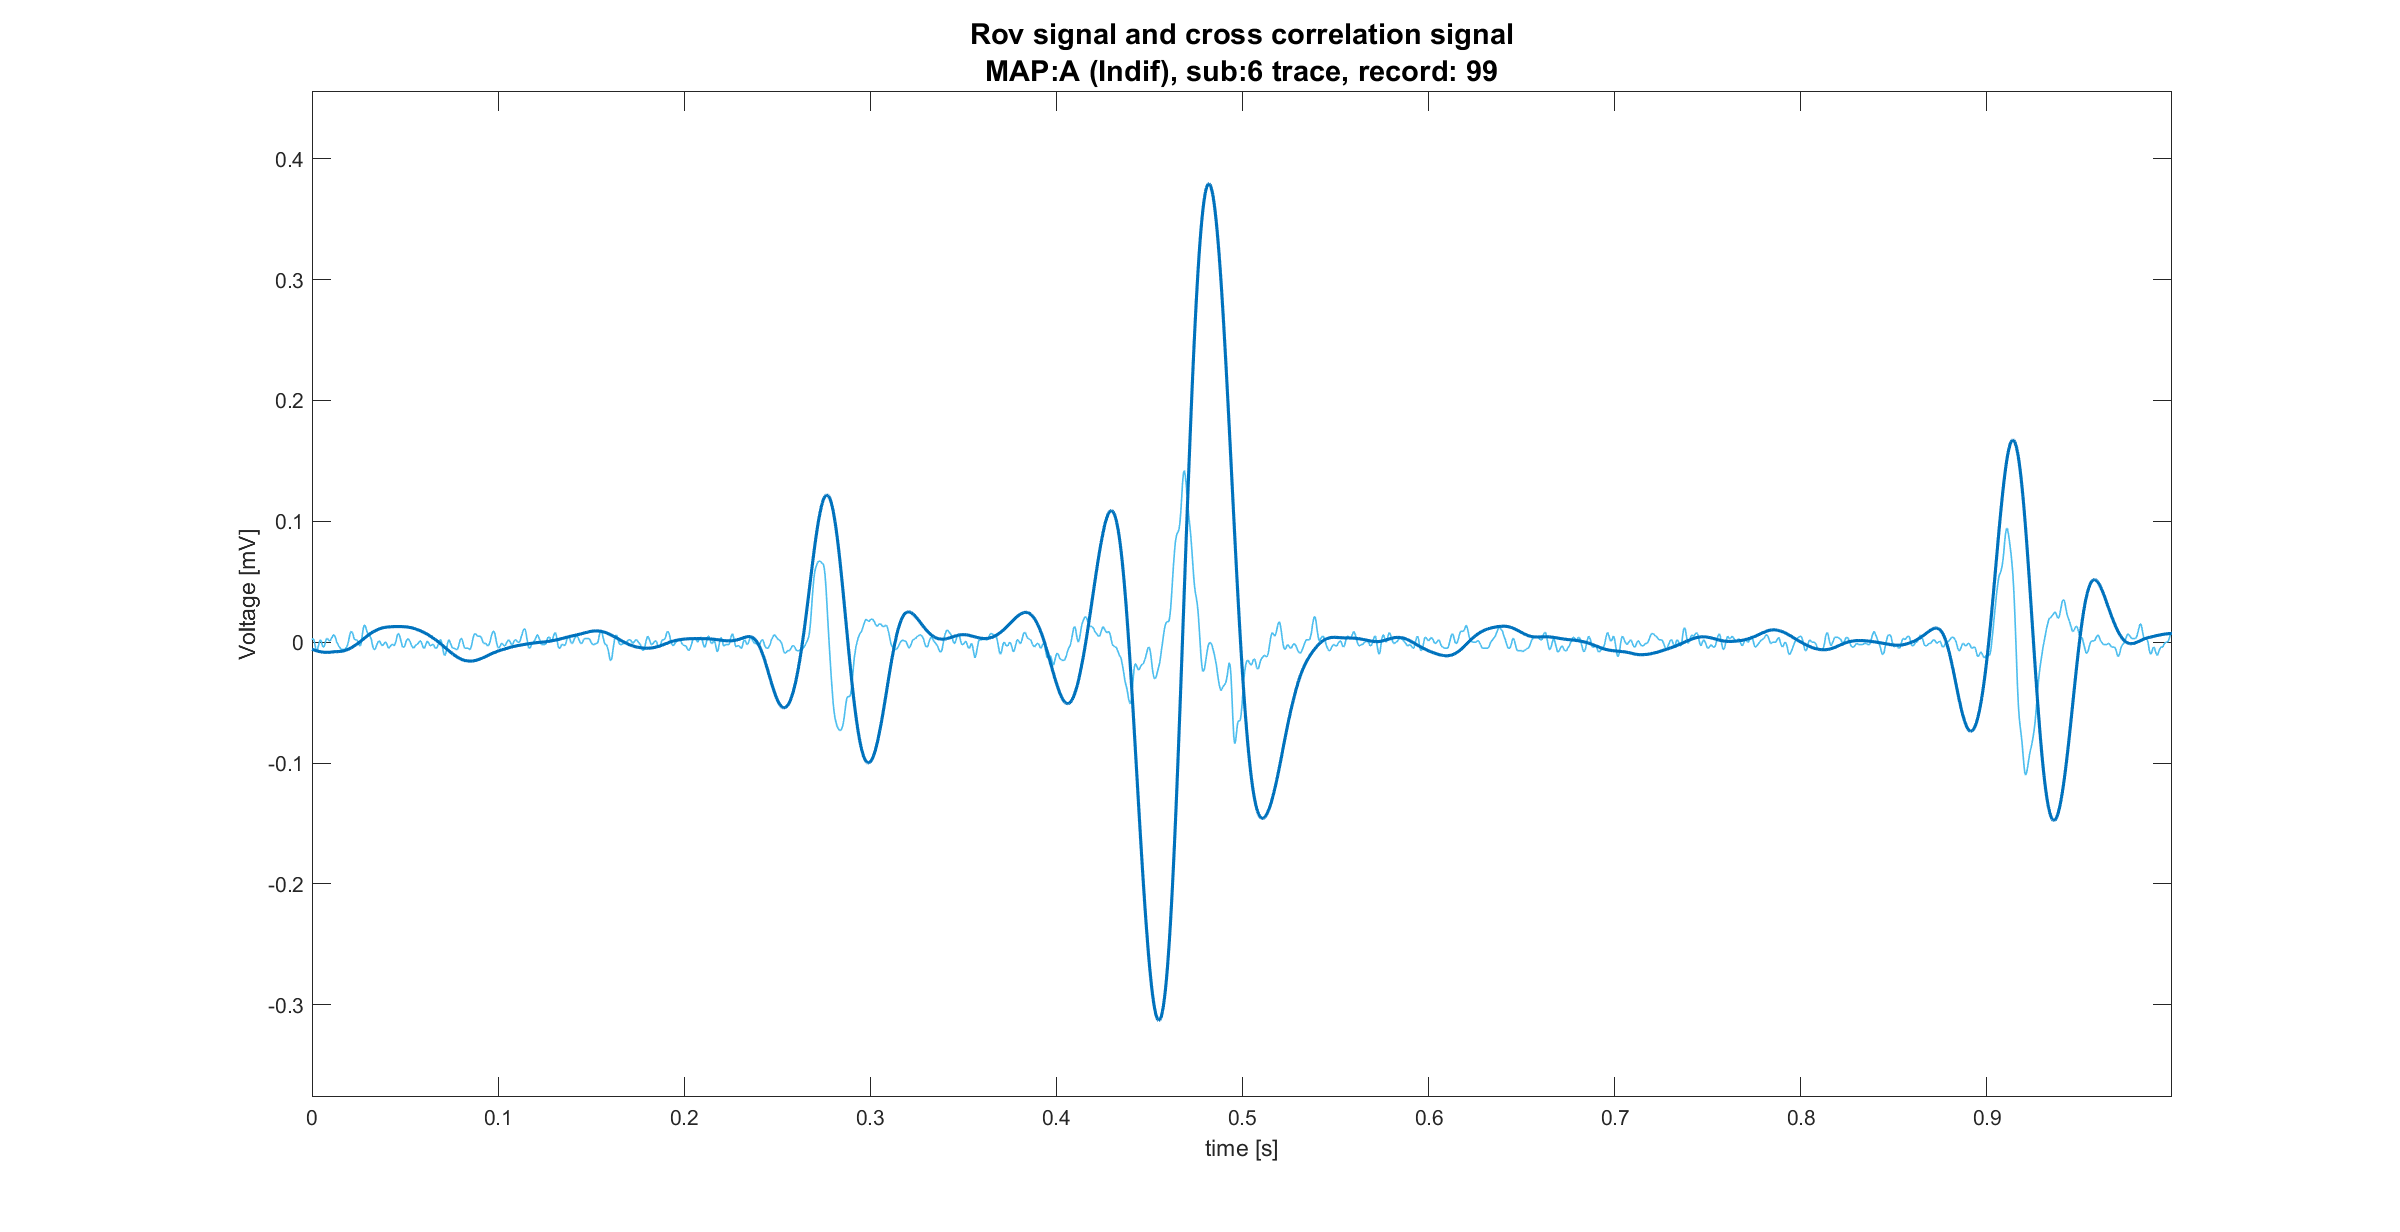 Rov signal and cross correlation signal
MAP:A (Indif), sub:6 trace, record: 99
0.4
0.3
0.2
0.1
0
-0.1
-0.2
-0.3
Voltage [mV]
0 0.1 0.2 0.3 0.4 0.5 0.6 0.7 0.8 0.9
time [s]